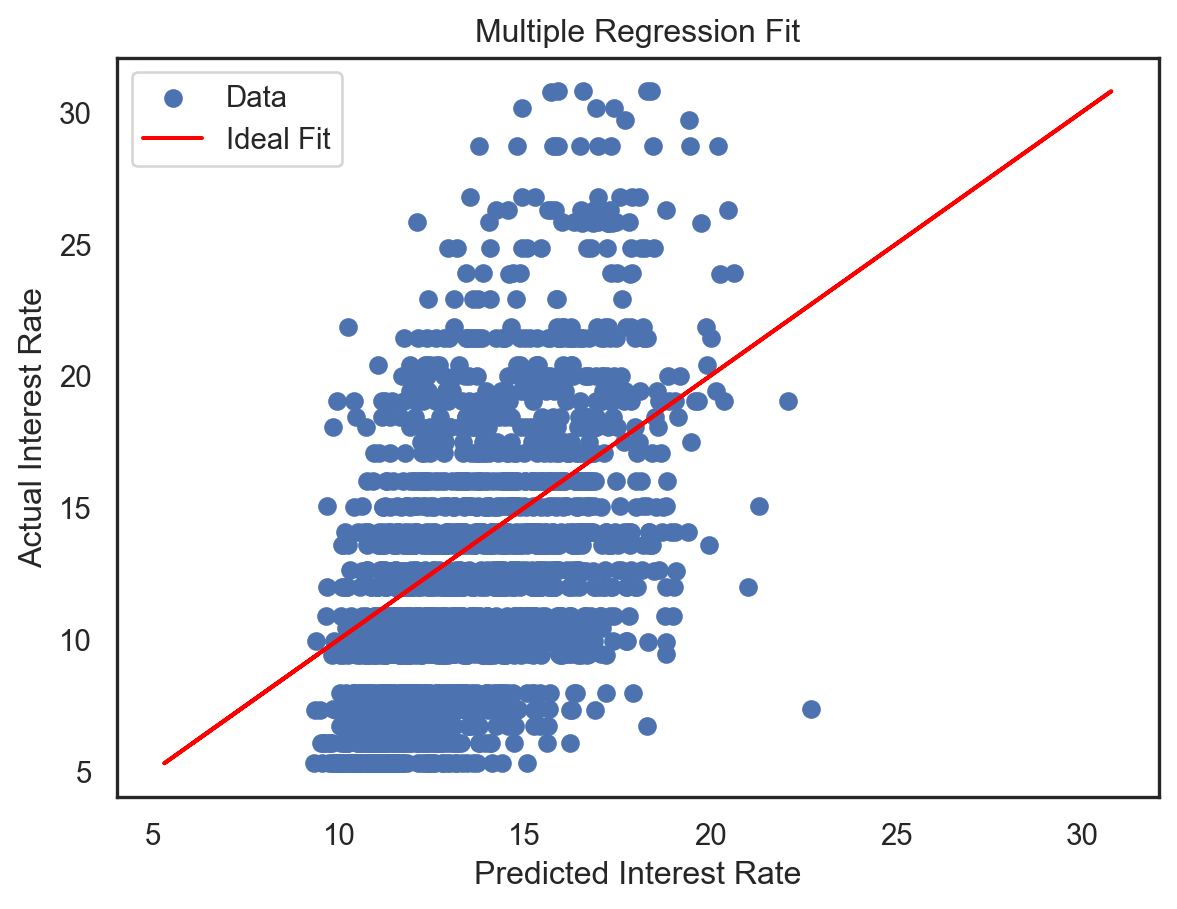 Multiple Regression Fit
Data
Ideal Fit
30
25
20
15
10
5
Actual Interest Rate
5 10 15 20 25 30
Predicted Interest Rate